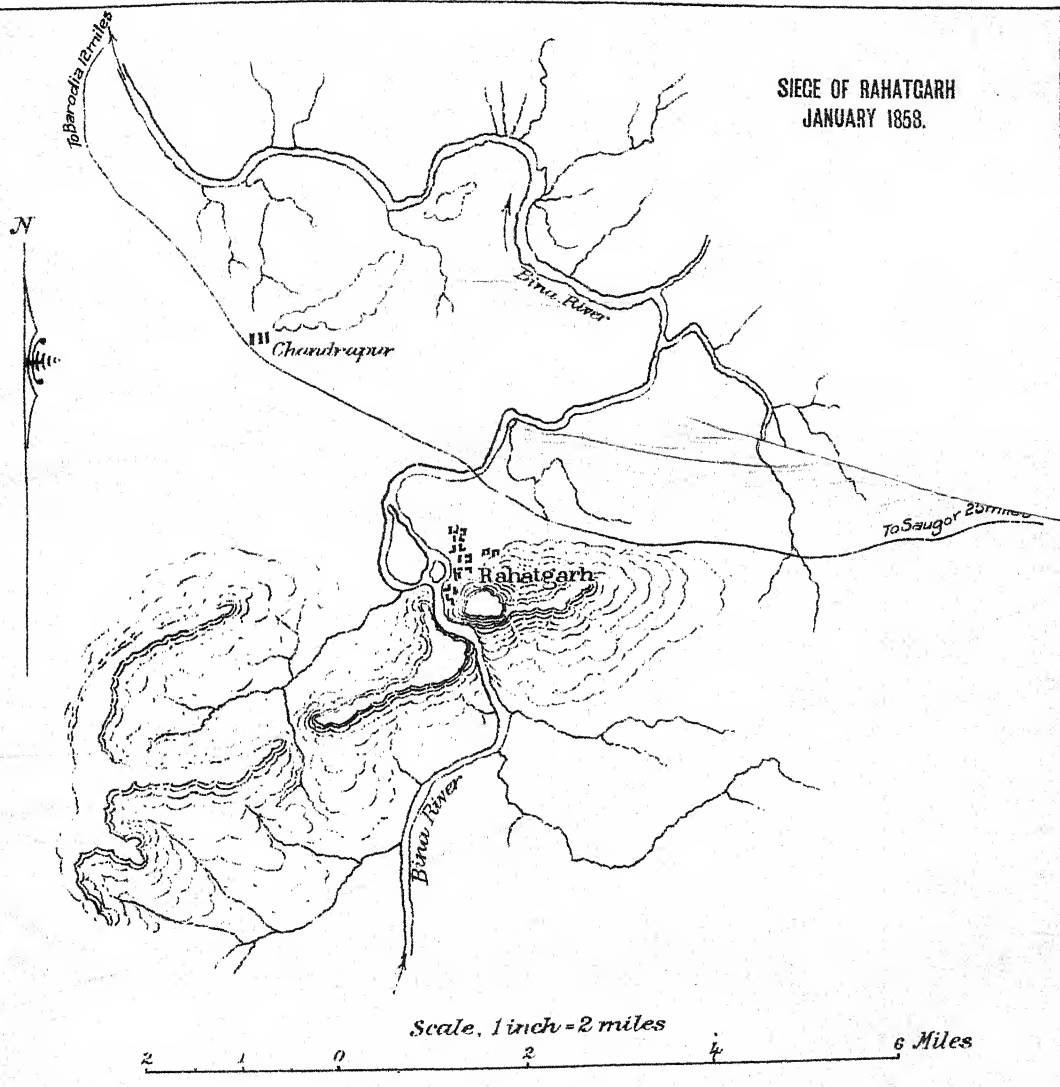 SIEGE OF RAHATGARH
JANUARY 1858.
To Barodia 12 miles
N
Bina River
Chandrapur
To Saugor 25 miles
Rahatgarh
Bina River
Scale, 1 inch = 2 miles
2 1 0 2 4 6 Miles